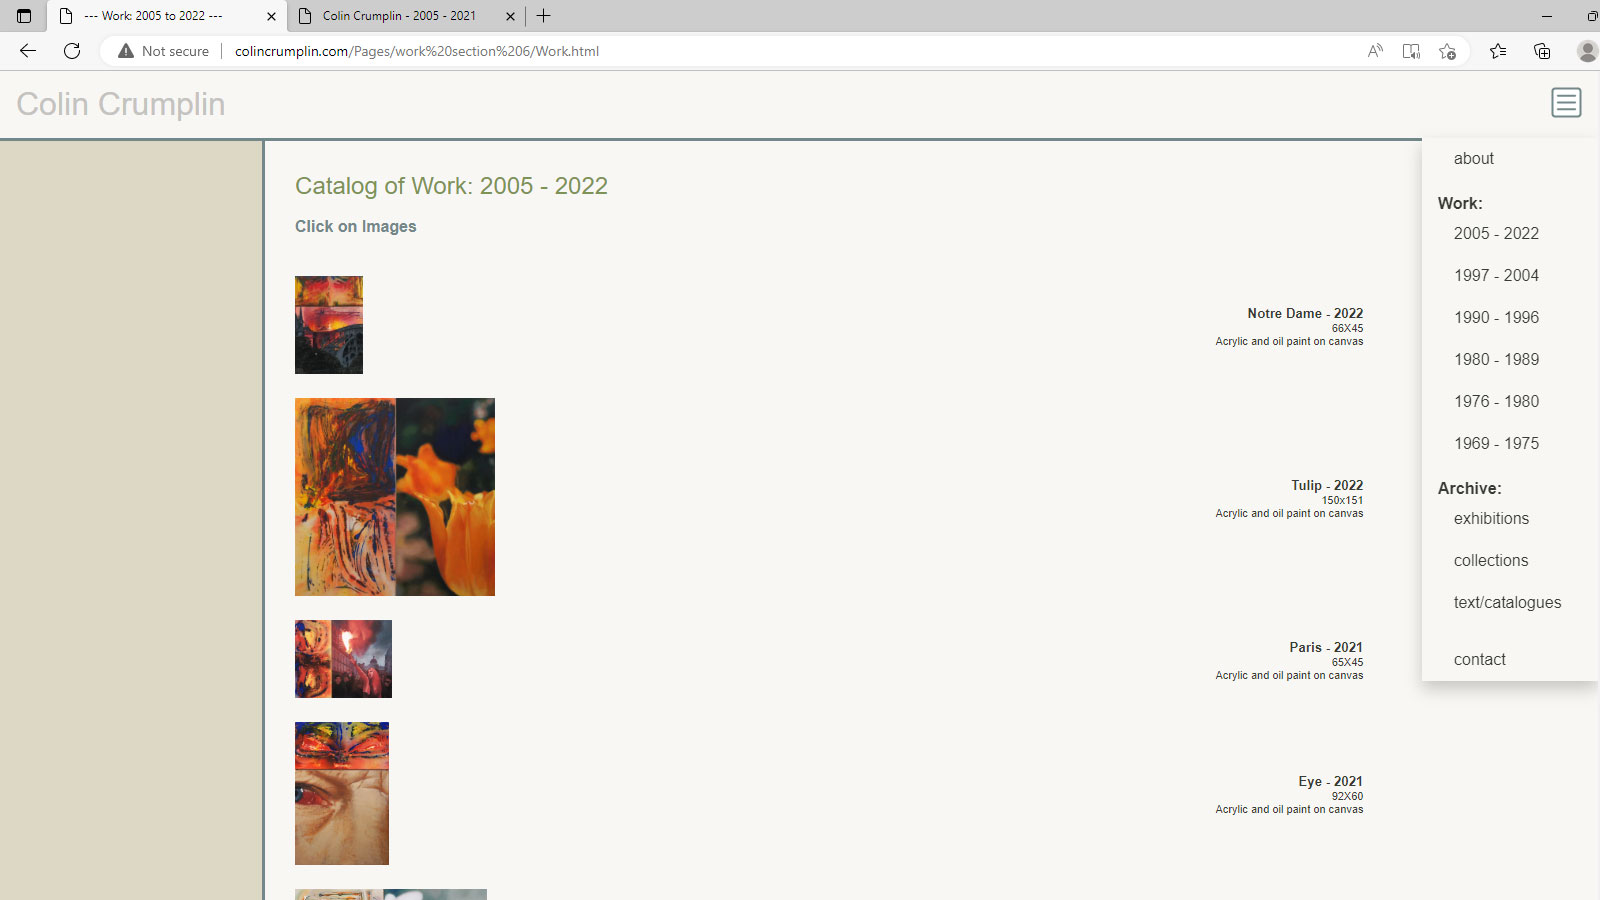 --- Work: 2005 to 2022 ---
Colin Crumplin - 2005 - 2021
Not secure
colincrumplin.com/Pages/work%20section%206/Work.html
Colin Crumplin
about
Work:
2005 - 2022
1997 - 2004
1990 - 1996
1980 - 1989
1976 - 1980
1969 - 1975
Archive:
exhibitions
collections
text/catalogues
contact
Catalog of Work: 2005 - 2022
Click on Images
Notre Dame - 2022
66X45
Acrylic and oil paint on canvas
Tulip - 2022
150x151
Acrylic and oil paint on canvas
Paris - 2021
65X45
Acrylic and oil paint on canvas
Eye - 2021
92X60
Acrylic and oil paint on canvas